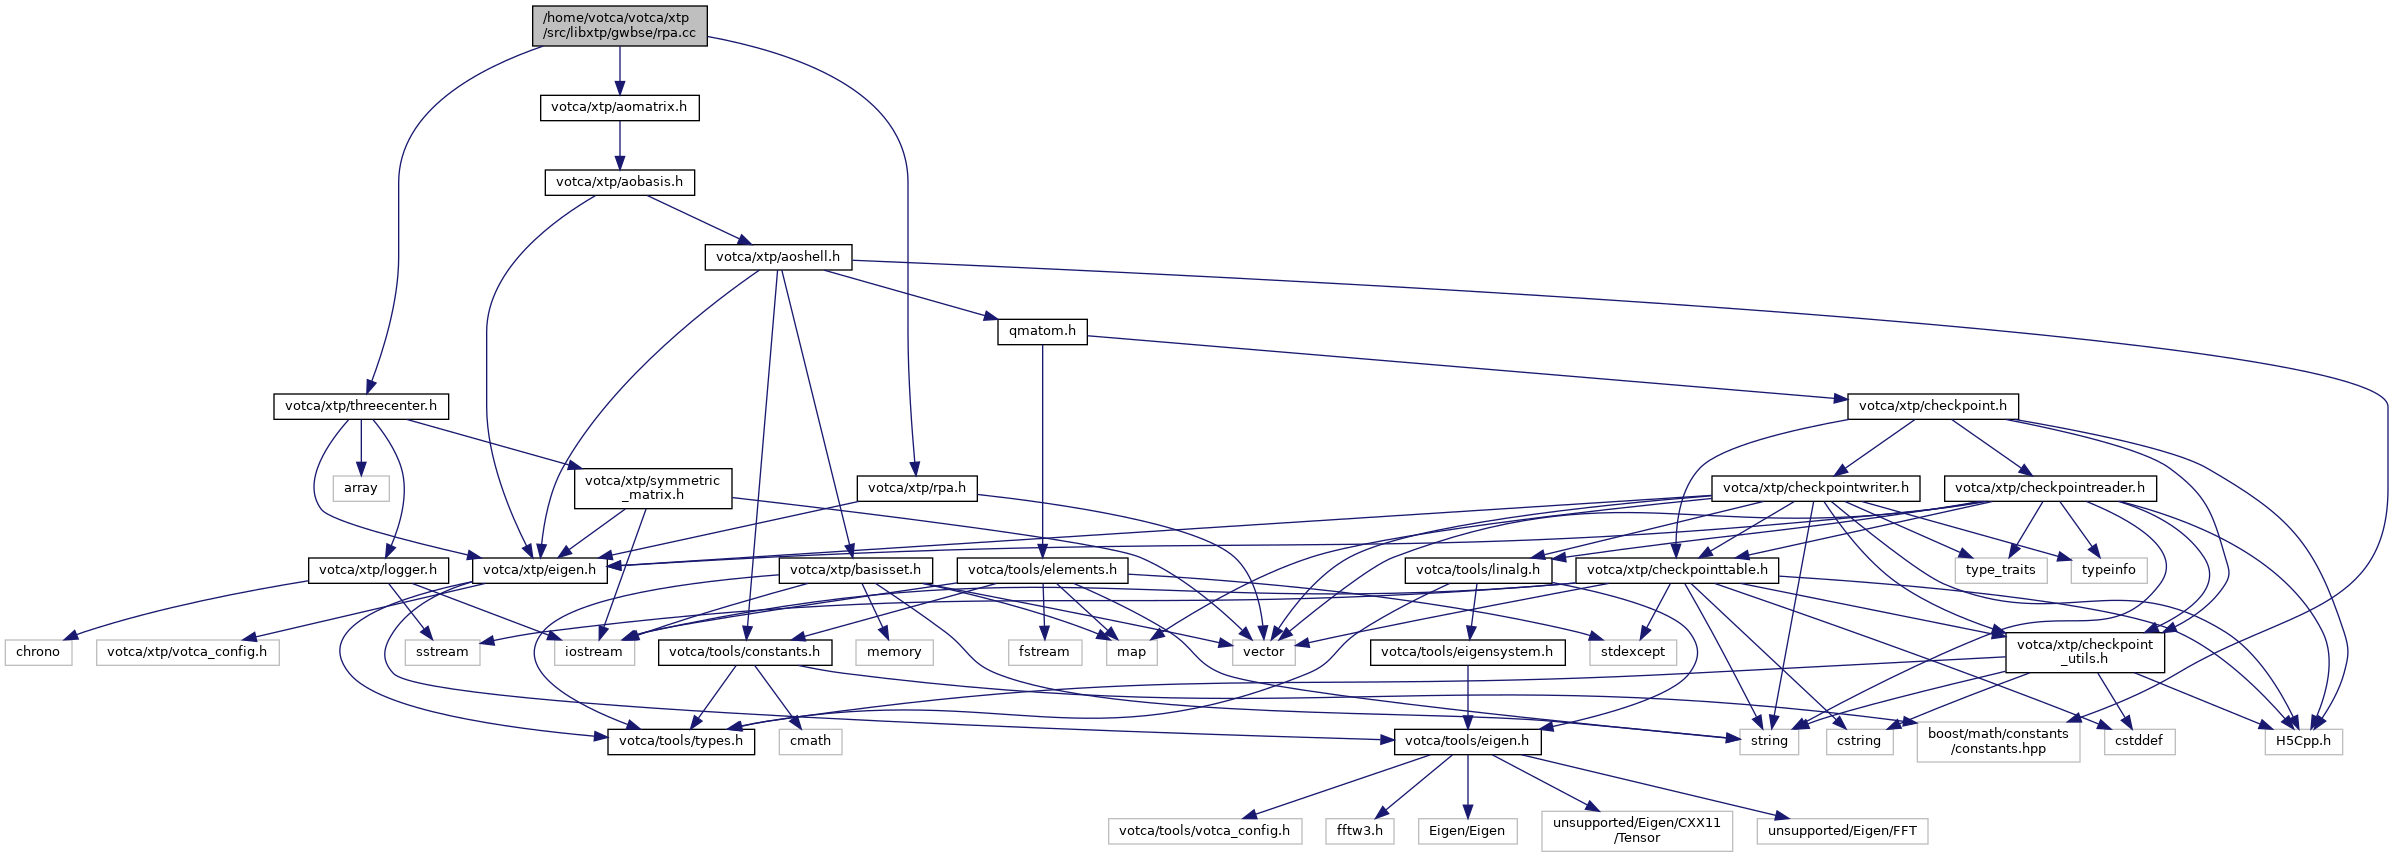 /home/votca/votca/xtp
/src/libxtp/gwbse/rpa.cc
votca/xtp/aomatrix.h
votca/xtp/aobasis.h
votca/xtp/aoshell.h
qmatom.h
votca/xtp/threecenter.h
votca/xtp/checkpoint.h
array
votca/xtp/symmetric
_matrix.h
votca/xtp/rpa.h
votca/xtp/checkpointwriter.h
votca/xtp/checkpointreader.h
votca/xtp/logger.h
votca/xtp/eigen.h
votca/xtp/basisset.h
votca/tools/elements.h
votca/tools/linalg.h
votca/xtp/checkpointtable.h
type_traits
typeinfo
chrono
votca/xtp/votca_config.h
sstream
iostream
votca/tools/constants.h
memory
fstream
map
vector
votca/tools/eigensystem.h
stdexcept
votca/xtp/checkpoint
_utils.h
votca/tools/types.h
cmath
votca/tools/eigen.h
string
cstring
boost/math/constants
/constants.hpp
cstddef
H5Cpp.h
votca/tools/votca_config.h
fftw3.h
Eigen/Eigen
unsupported/Eigen/CXX11
/Tensor
unsupported/Eigen/FFT